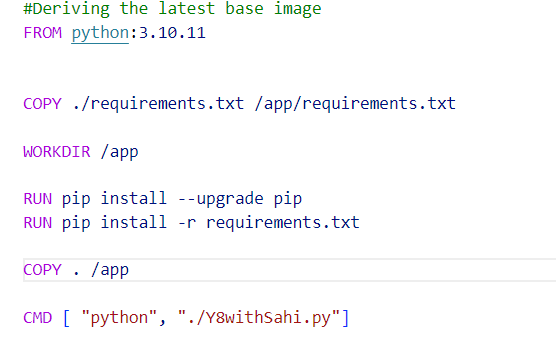 #Deriving the latest base image
FROM python:3.10.11
COPY ./requirements.txt /app/requirements.txt
WORKDIR /app
RUN pip install --upgrade pip
RUN pip install -r requirements.txt
COPY . /app
CMD [ "python", "./Y8withSahi.py"]